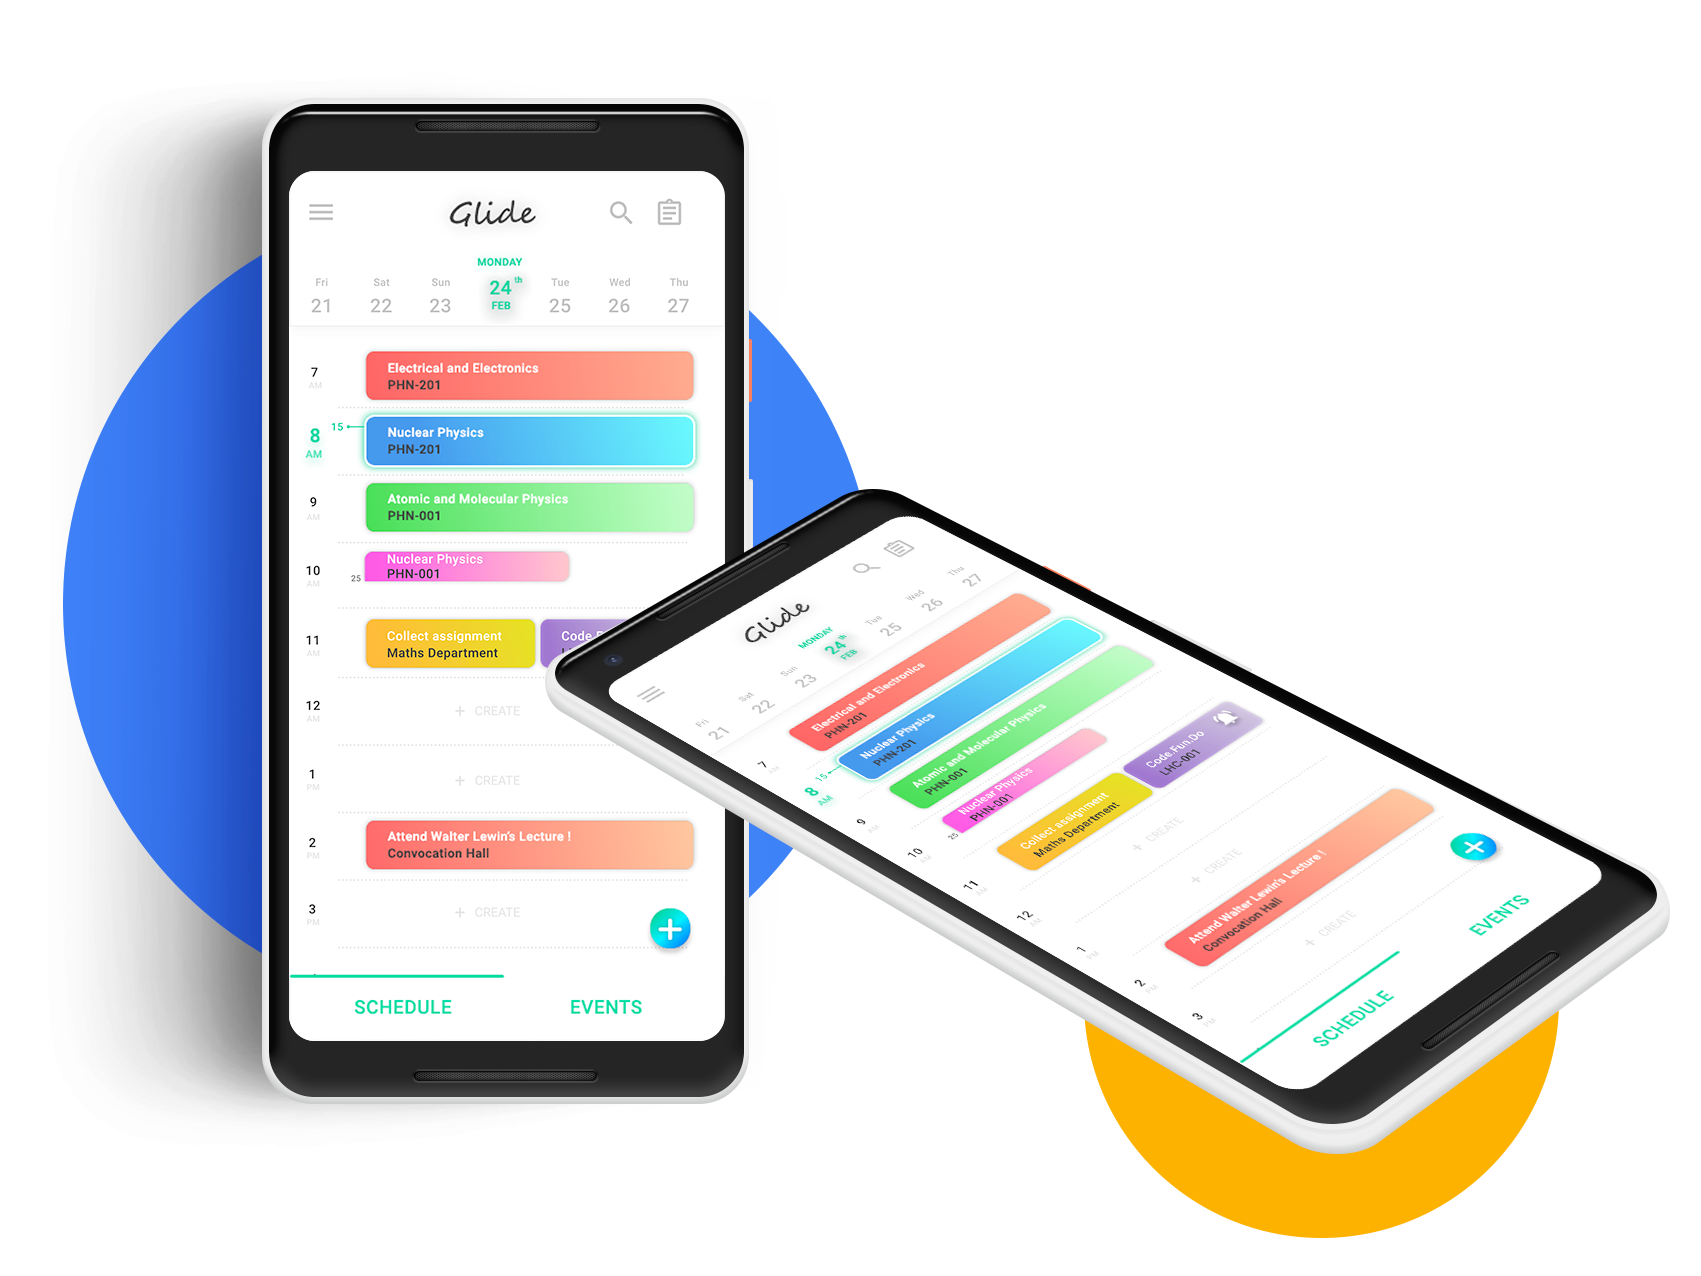 Glide
MONDAY
Fri Sat Sun 24th Tue Wed Thu
21 22 23 FEB 25 26 27
7 AM
Electrical and Electronics
PHN-201
8 AM
15
Nuclear Physics
PHN-201
9 AM
Atomic and Molecular Physics
PHN-001
10 AM
25
Nuclear Physics
PHN-001
11 AM
Collect assignment
Maths Department
Code.F
12 AM
+ CREATE
1 PM
+ CREATE
2 PM
Attend Walter Lewin's Lecture !
Convocation Hall
3 PM
+ CREATE
SCHEDULE EVENTS
Glide
MONDAY
Fri Sat Sun 24th Tue Wed Thu
21 22 23 FEB 25 26 27
7 AM
Electrical and Electronics
PHN-201
8 AM
15
Nuclear Physics
PHN-201
9 AM
Atomic and Molecular Physics
PHN-001
10 AM
25
Nuclear Physics
PHN-001
11 AM
Collect assignment
Maths Department
Code.Fun.Do
LHC-001
12 AM
+ CREATE
1 PM
+ CREATE
2 PM
Attend Walter Lewin's Lecture !
Convocation Hall
3 PM
+ CREATE
SCHEDULE EVENTS